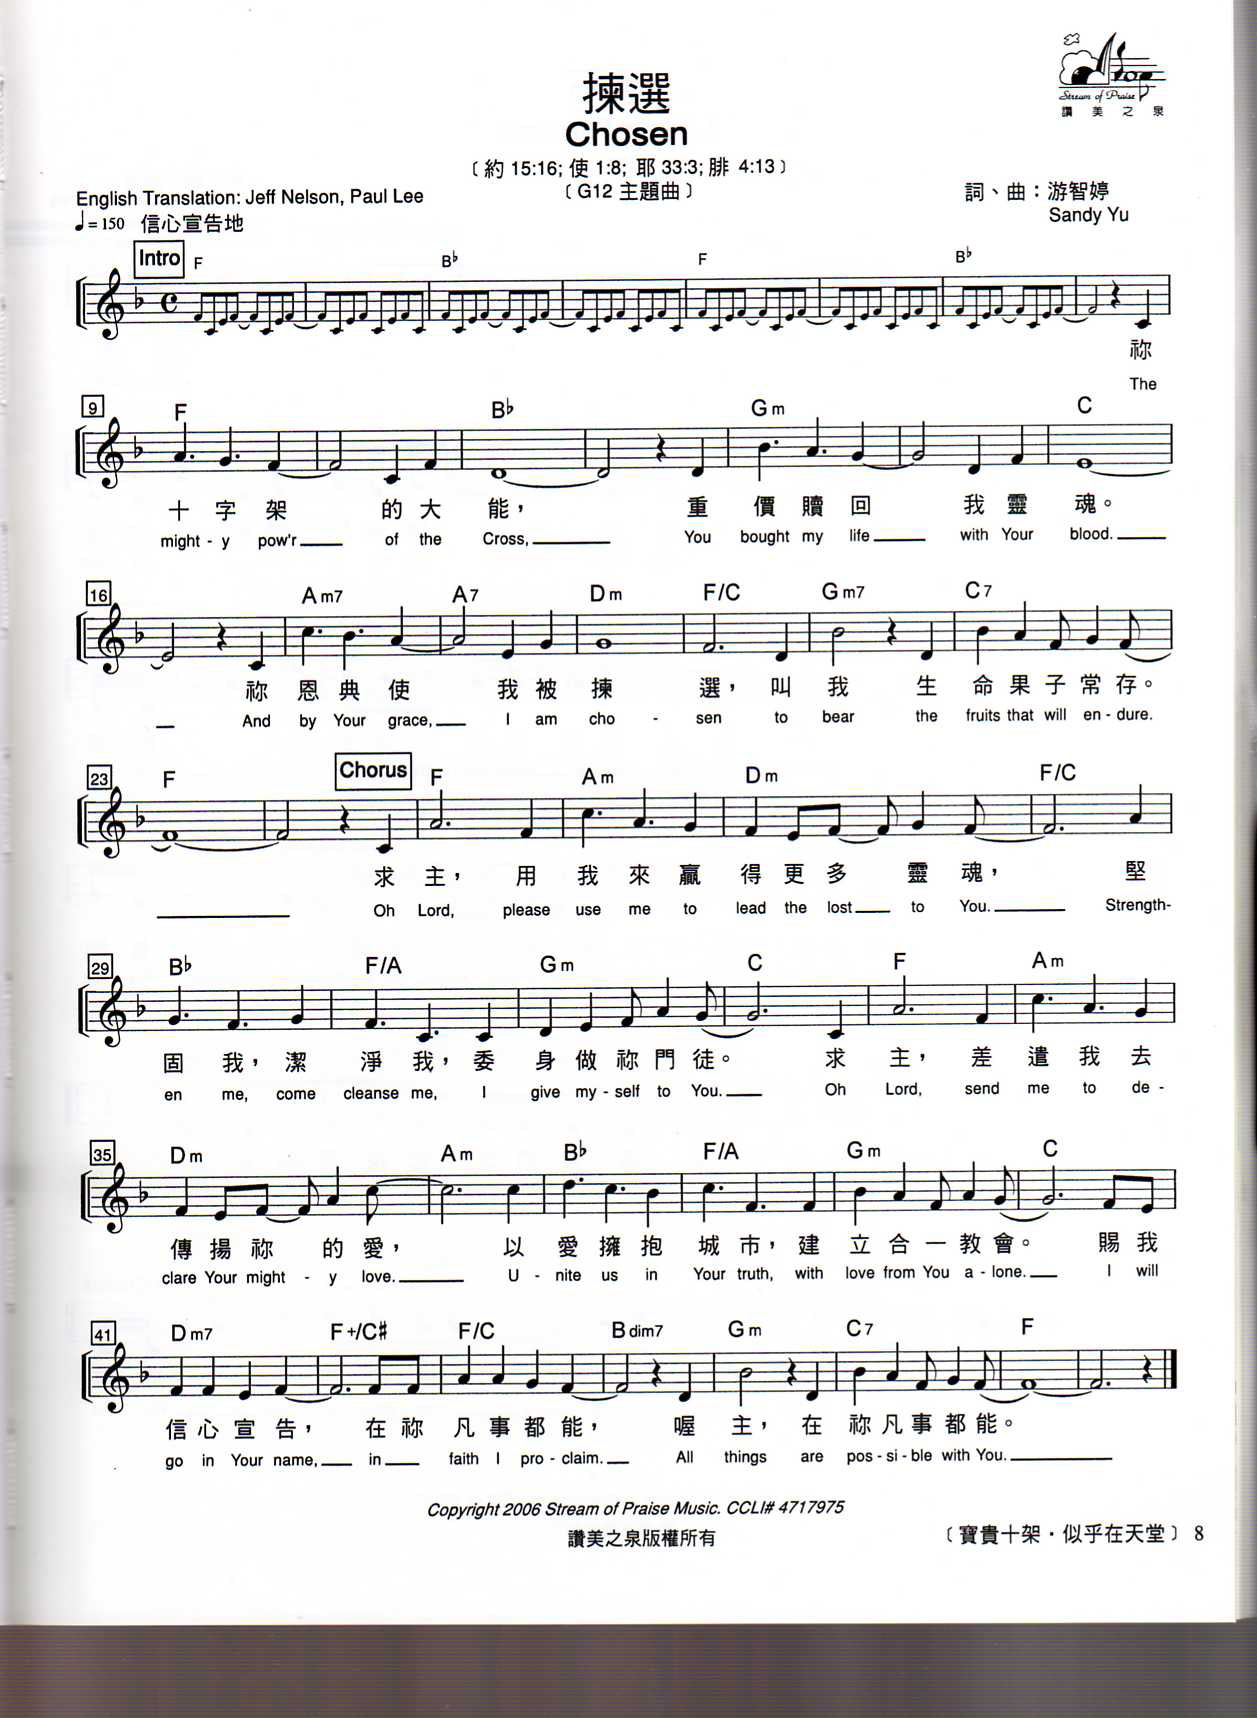 Stream of Praise
讚美之泉
揀選
Chosen
〔約 15:16; 使 1:8; 耶 33:3; 腓 4:13〕
〔G12 主題曲〕
English Translation: Jeff Nelson, Paul Lee
詞、曲：游智婷
♩= 150 信心宣告地
Sandy Yu
Intro F B♭ F B♭
祢
The
9 F B♭ Gm C
十字架 的大能， 重價贖回 我靈魂。
might - y pow'r of the Cross, You bought my life with Your blood.
16 Am7 A7 Dm F/C Gm7 C7
祢恩典使 我被揀 選，叫我 生命果子常存。
And by Your grace, I am cho - sen to bear the fruits that will en - dure.
23 F Chorus F Am Dm F/C
求主，用我來贏得更多 靈魂， 堅
Oh Lord, please use me to lead the lost to You. Strength-
29 B♭ F/A Gm C F Am
固我，潔淨我，委身做祢門徒。 求主，差遣我去
en me, come cleanse me, I give my - self to You. Oh Lord, send me to de -
35 Dm Am B♭ F/A Gm C
傳揚祢 的愛， 以愛擁抱城市，建立合一教會。 賜我
clare Your might - y love. U - nite us in Your truth, with love from You a - lone. I will
41 Dm7 F+/C# F/C Bdim7 Gm C7 F
信心宣告， 在祢凡事都能， 喔主，在祢凡事都能。
go in Your name, in faith I pro - claim. All things are pos - si - ble with You.
Copyright 2006 Stream of Praise Music. CCLI# 4717975
讚美之泉版權所有
〔寶貴十架・似乎在天堂〕 8